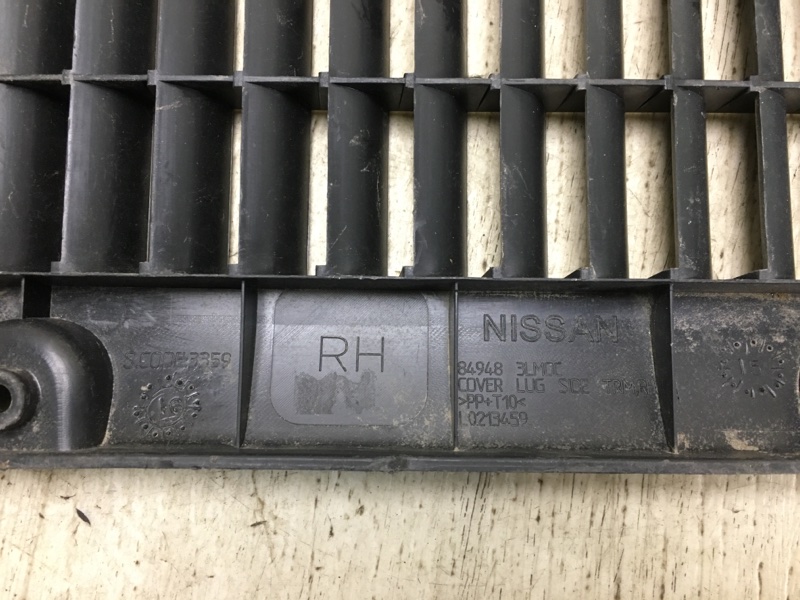 RH
NISSAN
84948 3LM0C
COVER LUG SIDE
>PP+T10<
L0213459